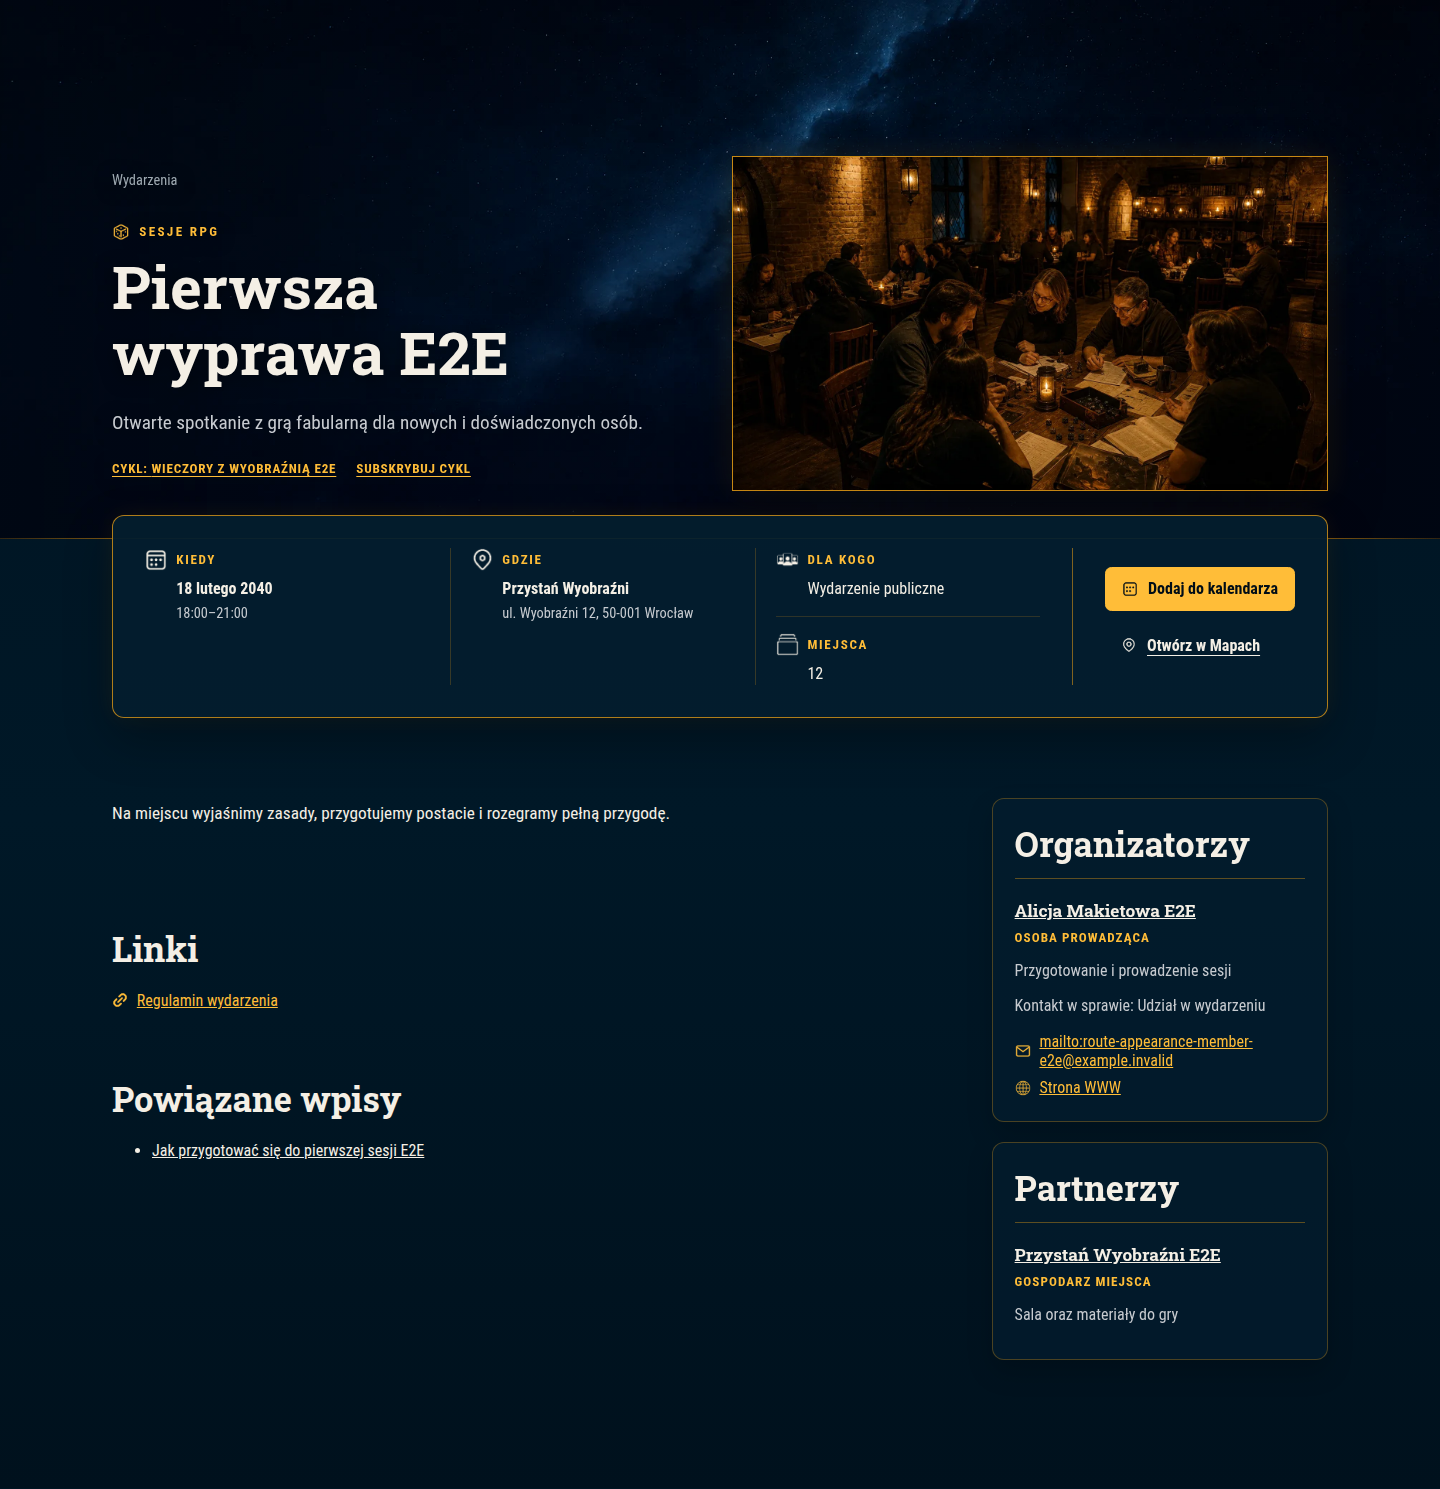 Wydarzenia
SESJE RPG
Pierwsza
wyprawa E2E
Otwarte spotkanie z grą fabularną dla nowych i doświadczonych osób.
CYKL: WIECZORY Z WYOBRAŹNIĄ E2E SUBSKRYBUJ CYKL
KIEDY
18 lutego 2040
18:00–21:00
GDZIE
Przystań Wyobraźni
ul. Wyobraźni 12, 50-001 Wrocław
DLA KOGO
Wydarzenie publiczne
MIEJSCA
12
Dodaj do kalendarza
Otwórz w Mapach
Na miejscu wyjaśnimy zasady, przygotujemy postacie i rozegramy pełną przygodę.
Linki
Regulamin wydarzenia
Powiązane wpisy
Jak przygotować się do pierwszej sesji E2E
Organizatorzy
Alicja Makietowa E2E
OSOBA PROWADZĄCA
Przygotowanie i prowadzenie sesji
Kontakt w sprawie: Udział w wydarzeniu
mailto:route-appearance-member-
e2e@example.invalid
Strona WWW
Partnerzy
Przystań Wyobraźni E2E
GOSPODARZ MIEJSCA
Sala oraz materiały do gry